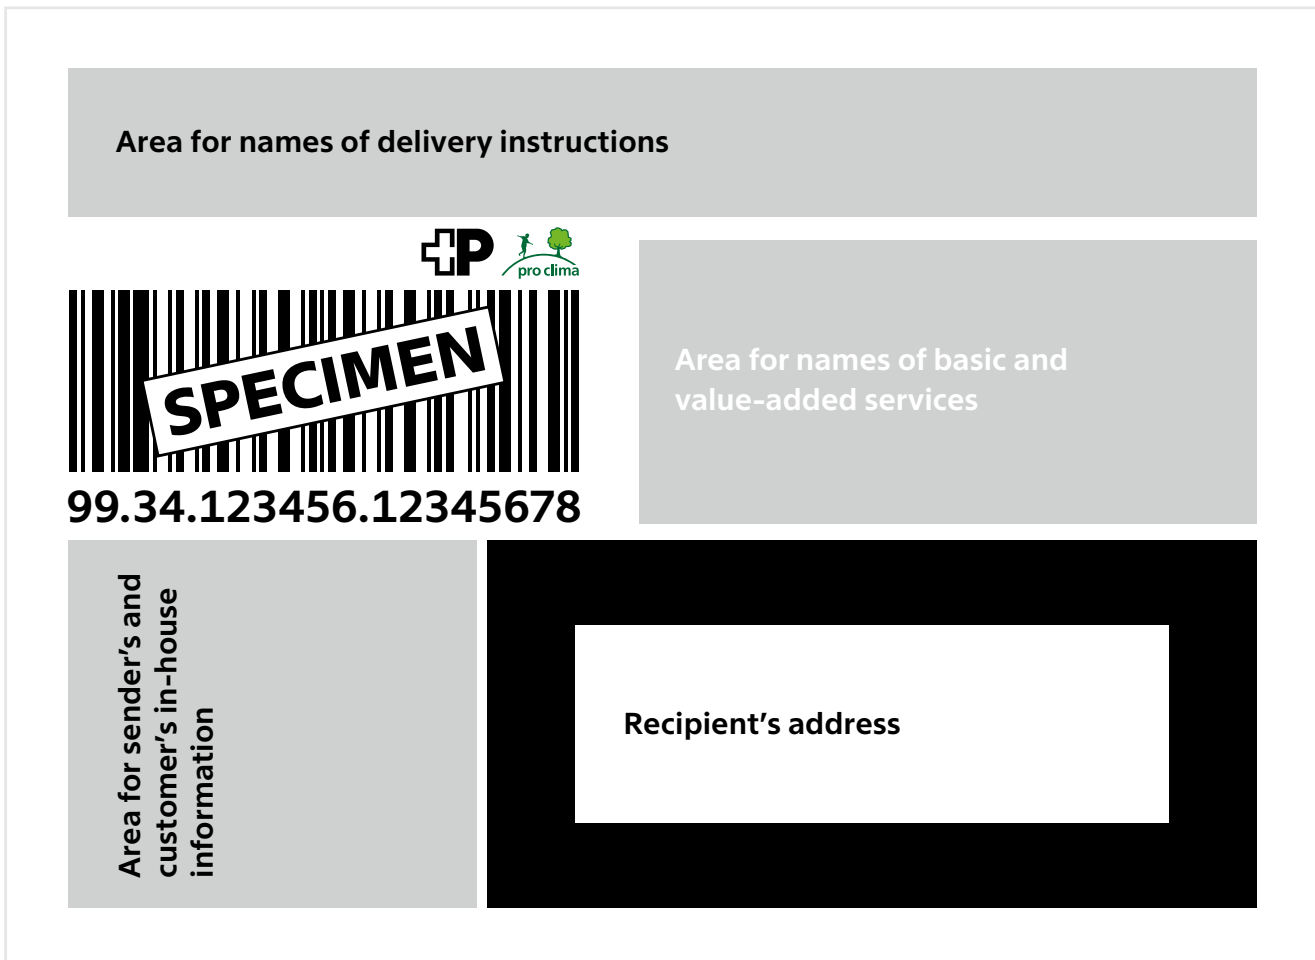 Area for names of delivery instructions
P
pro clima
SPECIMEN
99.34.123456.12345678
Area for names of basic and
value-added services
Area for sender’s and
customer’s in-house
information
Recipient’s address